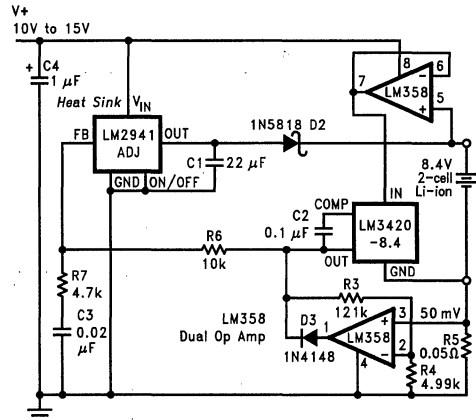 V+
10V to 15V
+
C4
1 μF
Heat Sink
VIN
FB
LM2941
ADJ
OUT
GND
ON/OFF
C1
22 μF
1N5818 D2
8
7
6
5
-
+
LM358
8.4V
2-cell
Li-ion
IN
COMP
LM3420
-8.4
OUT
GND
C2
0.1 μF
R6
10k
R7
4.7k
C3
0.02
μF
R3
121k
LM358
Dual Op Amp
D3
1N4148
1
LM358
+
-
3
2
4
50 mV
R5
0.05Ω
R4
4.99k